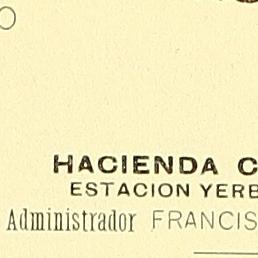 O
HACIENDA C
ESTACION YERB
Administrador FRANCIS